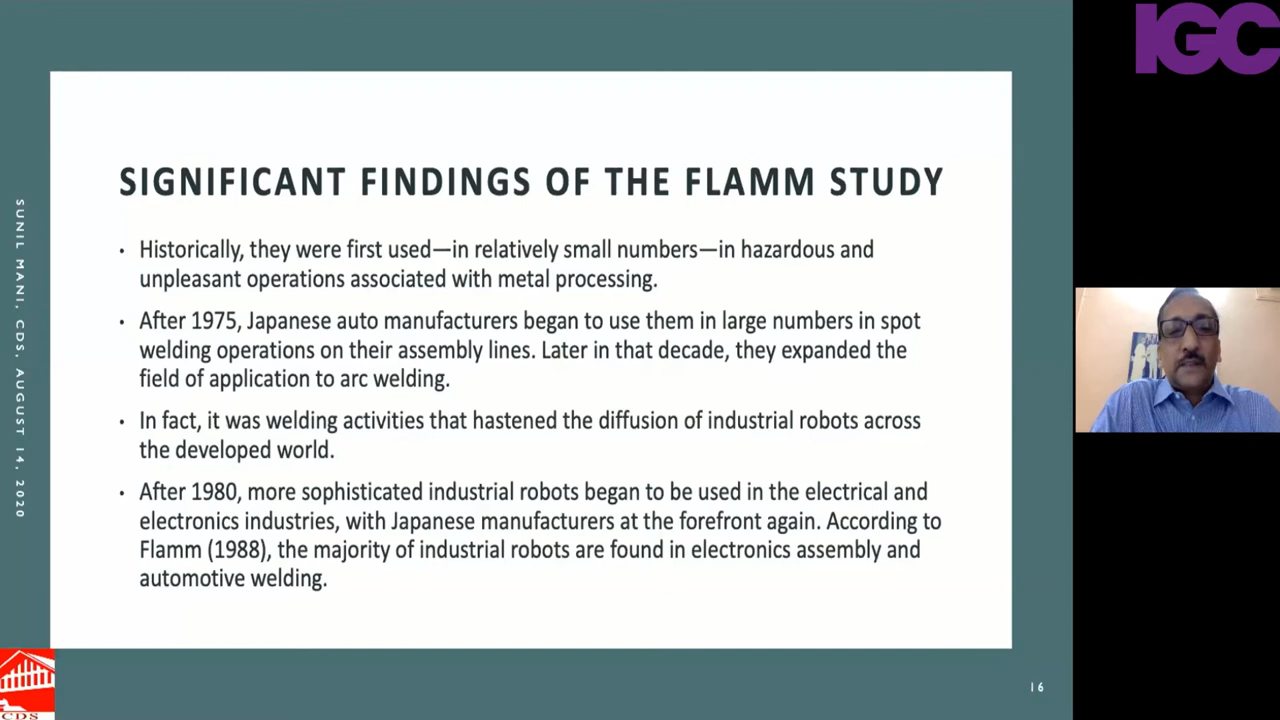 IGC
SIGNIFICANT FINDINGS OF THE FLAMM STUDY
• Historically, they were first used—in relatively small numbers—in hazardous and
unpleasant operations associated with metal processing.
• After 1975, Japanese auto manufacturers began to use them in large numbers in spot
welding operations on their assembly lines. Later in that decade, they expanded the
field of application to arc welding.
• In fact, it was welding activities that hastened the diffusion of industrial robots across
the developed world.
• After 1980, more sophisticated industrial robots began to be used in the electrical and
electronics industries, with Japanese manufacturers at the forefront again. According to
Flamm (1988), the majority of industrial robots are found in electronics assembly and
automotive welding.
SUNIL MANI, CDS, AUGUST 14, 2020
CDS
16